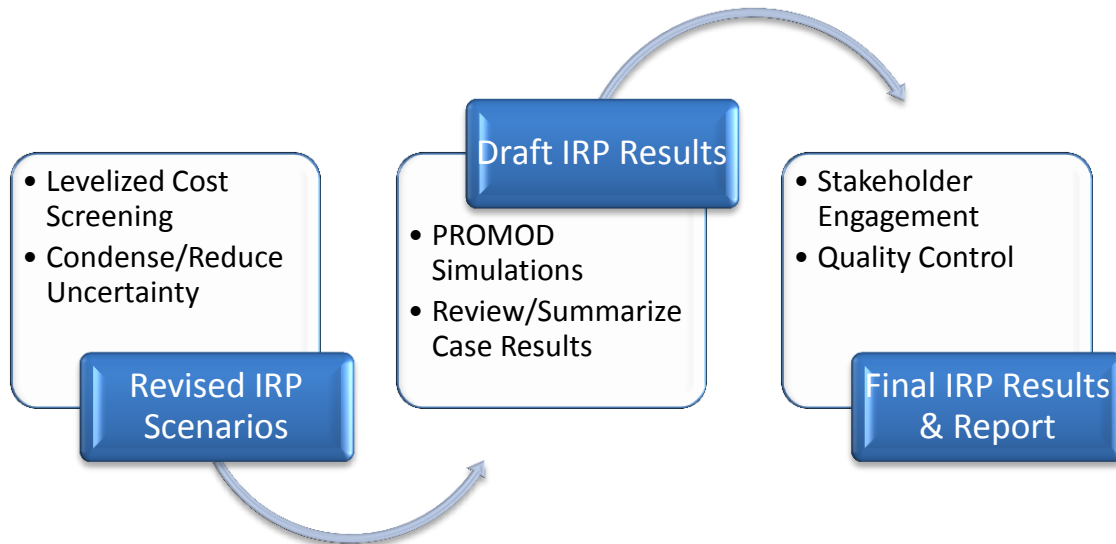 • Levelized Cost
Screening
• Condense/Reduce
Uncertainty
Revised IRP
Scenarios
Draft IRP Results
• PROMOD
Simulations
• Review/Summarize
Case Results
• Stakeholder
Engagement
• Quality Control
Final IRP Results
& Report